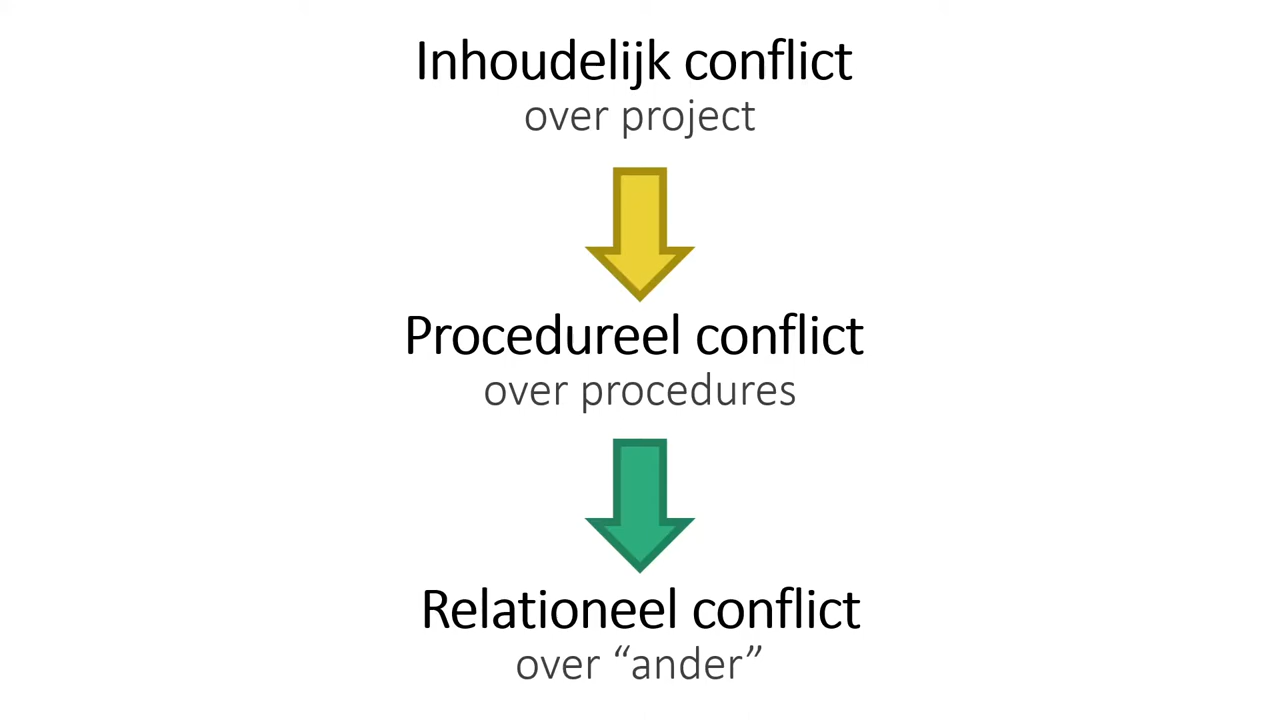 Inhoudelijk conflict
over project
Procedureel conflict
over procedures
Relationeel conflict
over “ander”